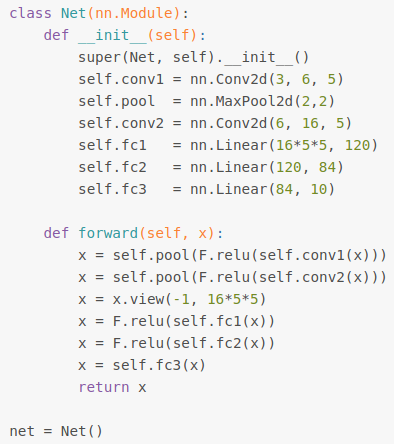 class Net(nn.Module):
    def __init__(self):
        super(Net, self).__init__()
        self.conv1 = nn.Conv2d(3, 6, 5)
        self.pool  = nn.MaxPool2d(2,2)
        self.conv2 = nn.Conv2d(6, 16, 5)
        self.fc1   = nn.Linear(16*5*5, 120)
        self.fc2   = nn.Linear(120, 84)
        self.fc3   = nn.Linear(84, 10)

    def forward(self, x):
        x = self.pool(F.relu(self.conv1(x)))
        x = self.pool(F.relu(self.conv2(x)))
        x = x.view(-1, 16*5*5)
        x = F.relu(self.fc1(x))
        x = F.relu(self.fc2(x))
        x = self.fc3(x)
        return x

net = Net()